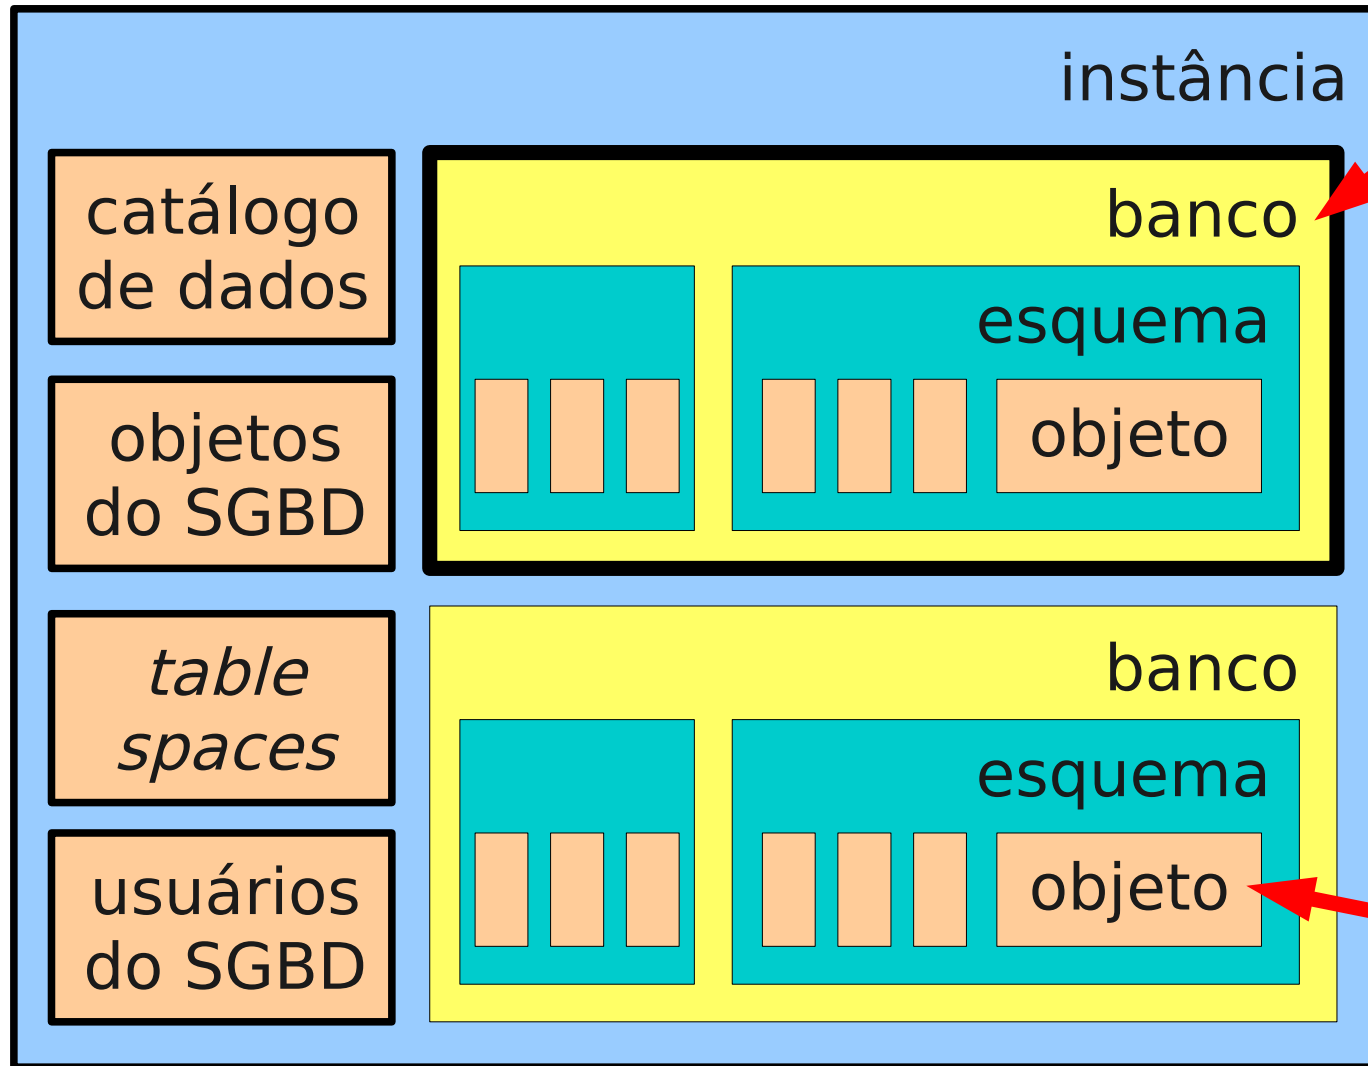 instância
catálogo
de dados
objetos
do SGBD
table
spaces
usuários
do SGBD
banco
esquema
objeto
banco
esquema
objeto